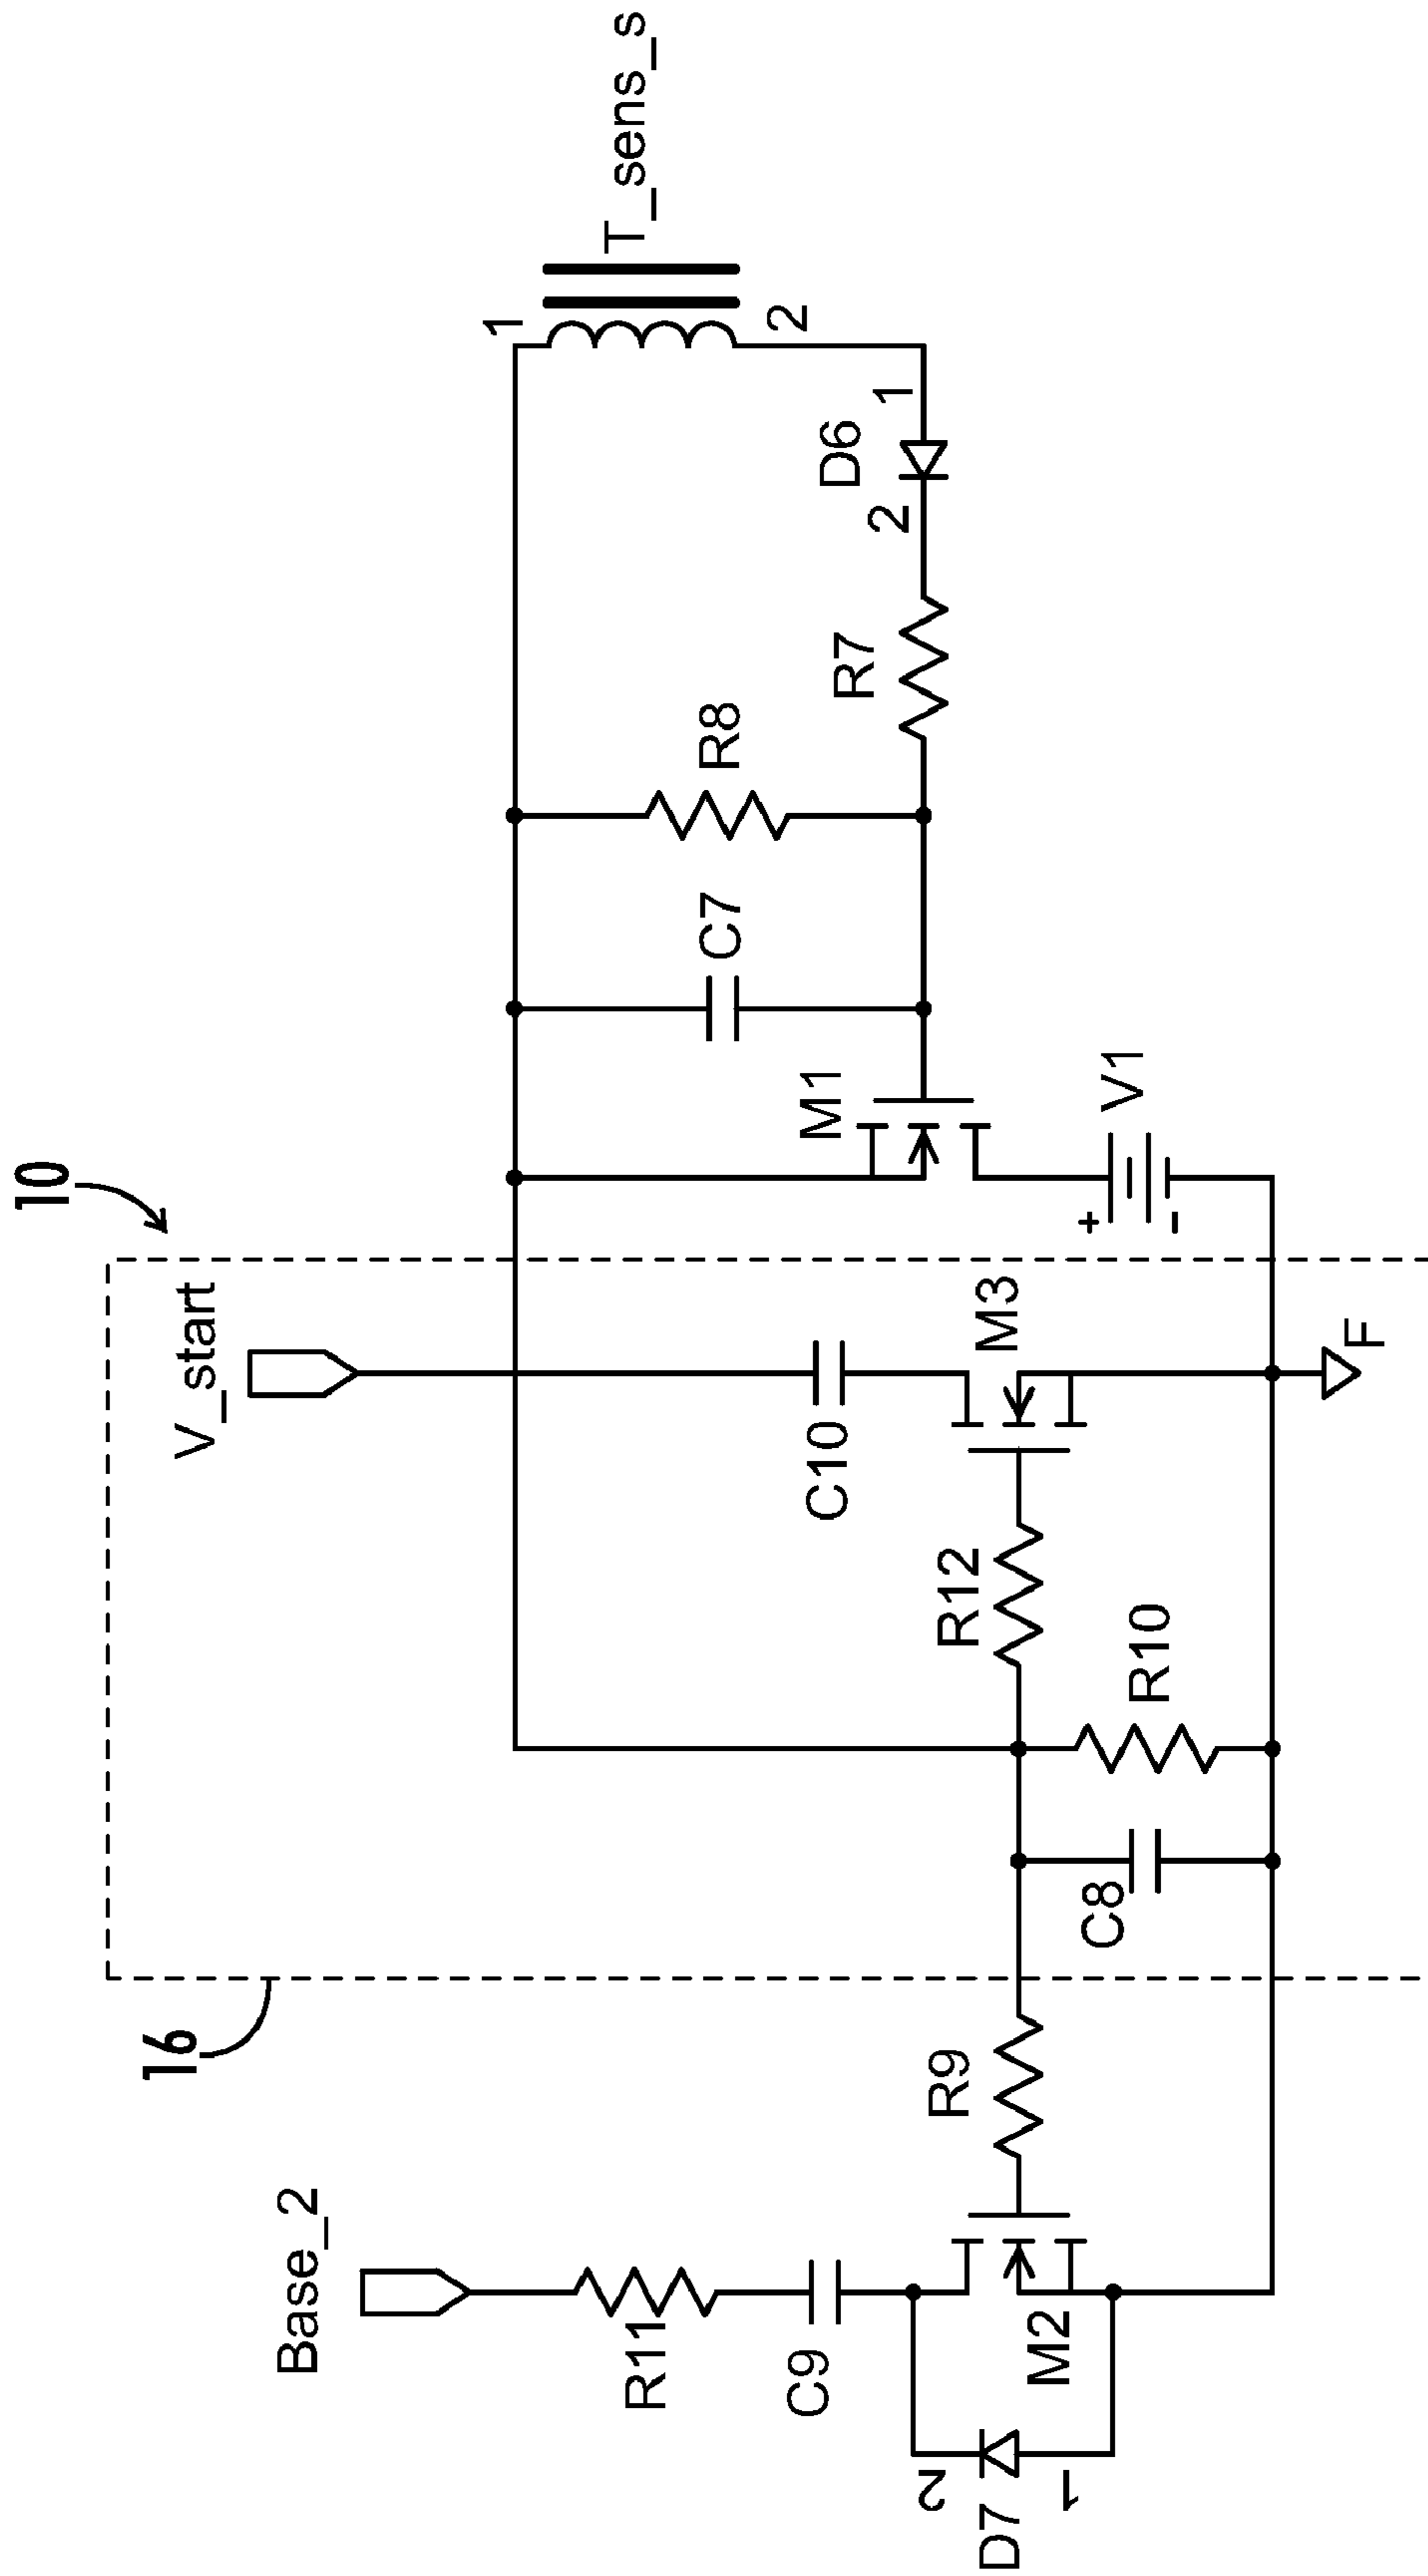 10
16
V_start
Base_2
T_sens_s
1
2
1
D6
2
R7
R8
C7
M1
V1
+
-
M3
C10
R12
R10
C8
F
R9
R11
C9
M2
D7
2
1